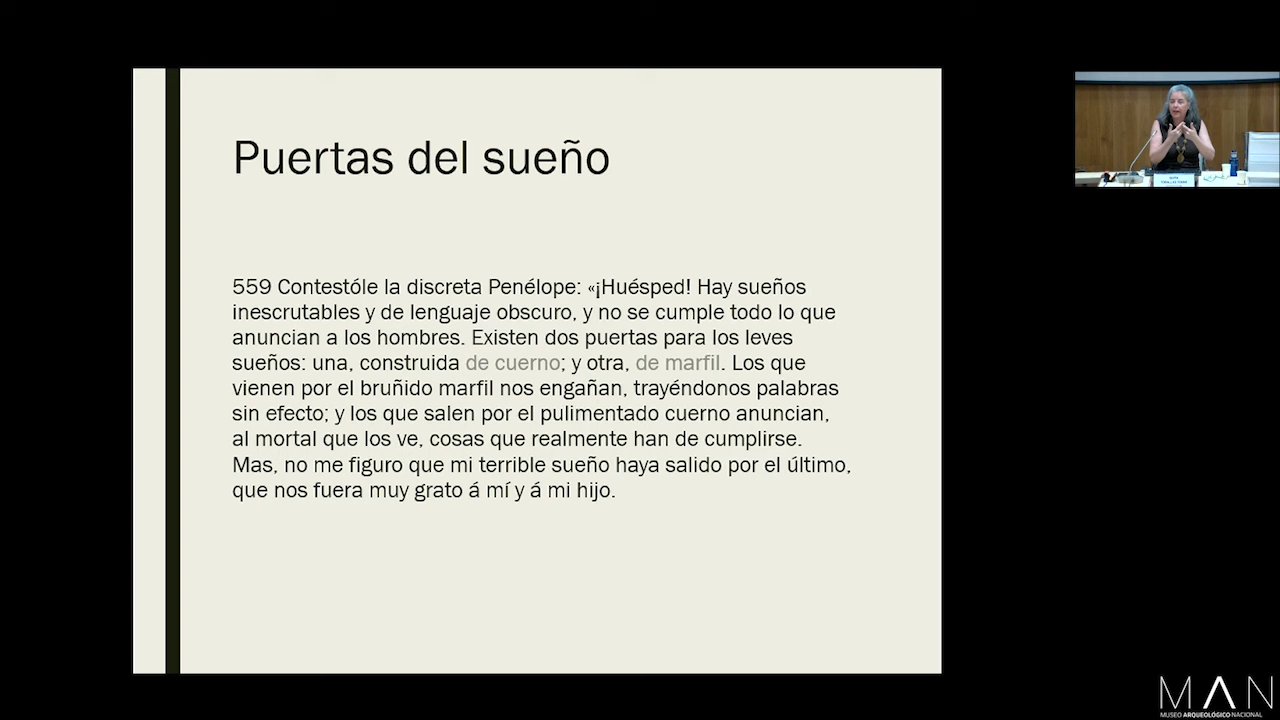 Puertas del sueño
559 Contestóle la discreta Penélope: «¡Huésped! Hay sueños
inescrutables y de lenguaje obscuro, y no se cumple todo lo que
anuncian a los hombres. Existen dos puertas para los leves
sueños: una, construida de cuerno; y otra, de marfil. Los que
vienen por el bruñido marfil nos engañan, trayéndonos palabras
sin efecto; y los que salen por el pulimentado cuerno anuncian,
al mortal que los ve, cosas que realmente han de cumplirse.
Mas, no me figuro que mi terrible sueño haya salido por el último,
que nos fuera muy grato á mí y á mi hijo.
MAN
MUSEO ARQUEOLÓGICO NACIONAL